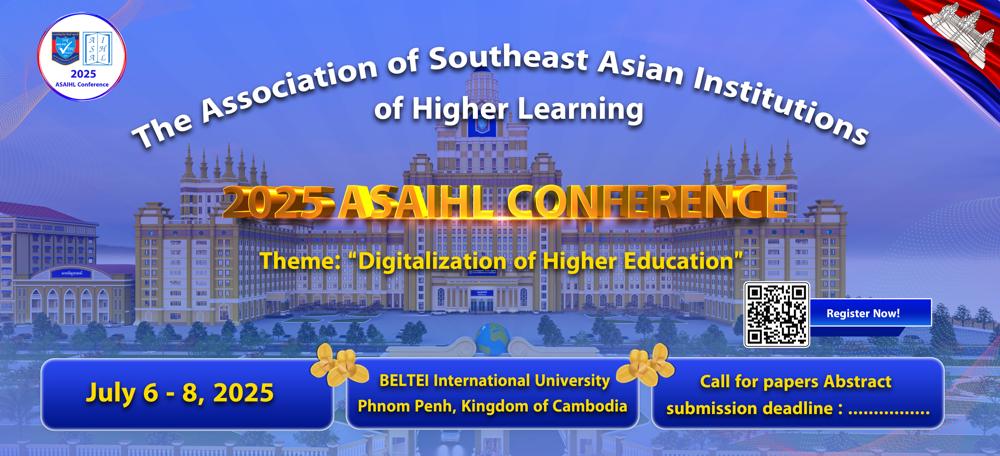 2025
ASAIHL Conference
The Association of Southeast Asian Institutions
of Higher Learning
2025 ASAIHL CONFERENCE
Theme: “Digitalization of Higher Education”
Register Now!
July 6 - 8, 2025
BELTEI International University
Phnom Penh, Kingdom of Cambodia
Call for papers Abstract
submission deadline : ................